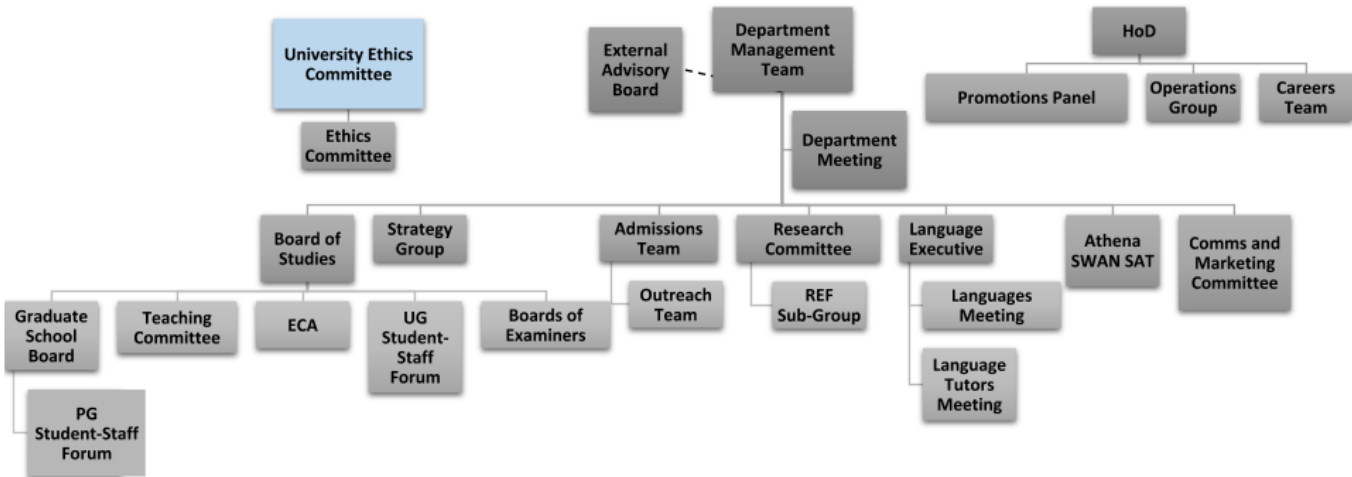 University Ethics
Committee
Ethics
Committee
External
Advisory
Board
Department
Management
Team
Department
Meeting
HoD
Promotions Panel
Operations
Group
Careers
Team
Board of
Studies
Strategy
Group
Admissions
Team
Research
Committee
Language
Executive
Athena
SWAN SAT
Comms and
Marketing
Committee
Graduate
School
Board
Teaching
Committee
ECA
UG
Student-
Staff
Forum
Boards of
Examiners
Outreach
Team
REF
Sub-Group
Languages
Meeting
Language
Tutors
Meeting
PG
Student-Staff
Forum